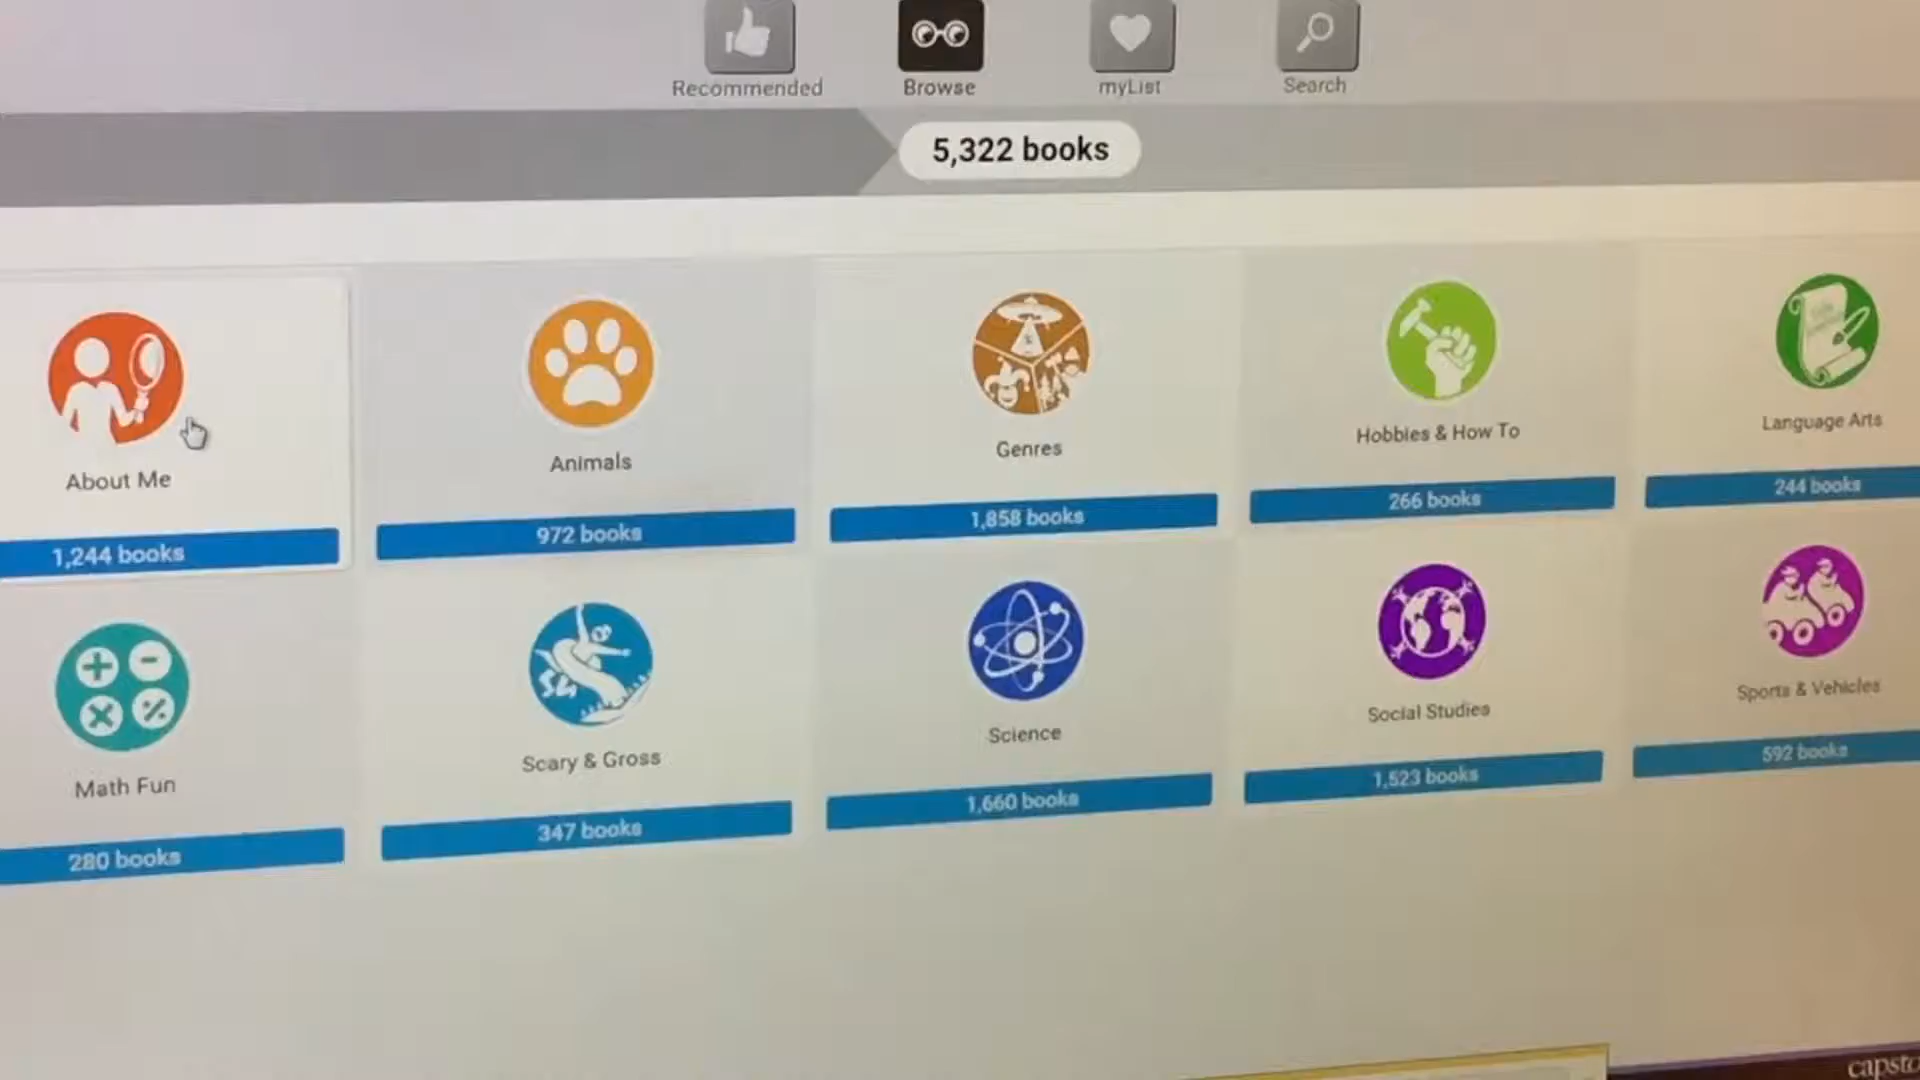 Recommended
Browse
myList
Search
5,322 books
About Me
Animals
Genres
Hobbies & How To
Language Arts
1,244 books
972 books
1,858 books
266 books
244 books
Math Fun
Scary & Gross
Science
Social Studies
Sports & Vehicles
280 books
347 books
1,660 books
1,523 books
592 books
capsto